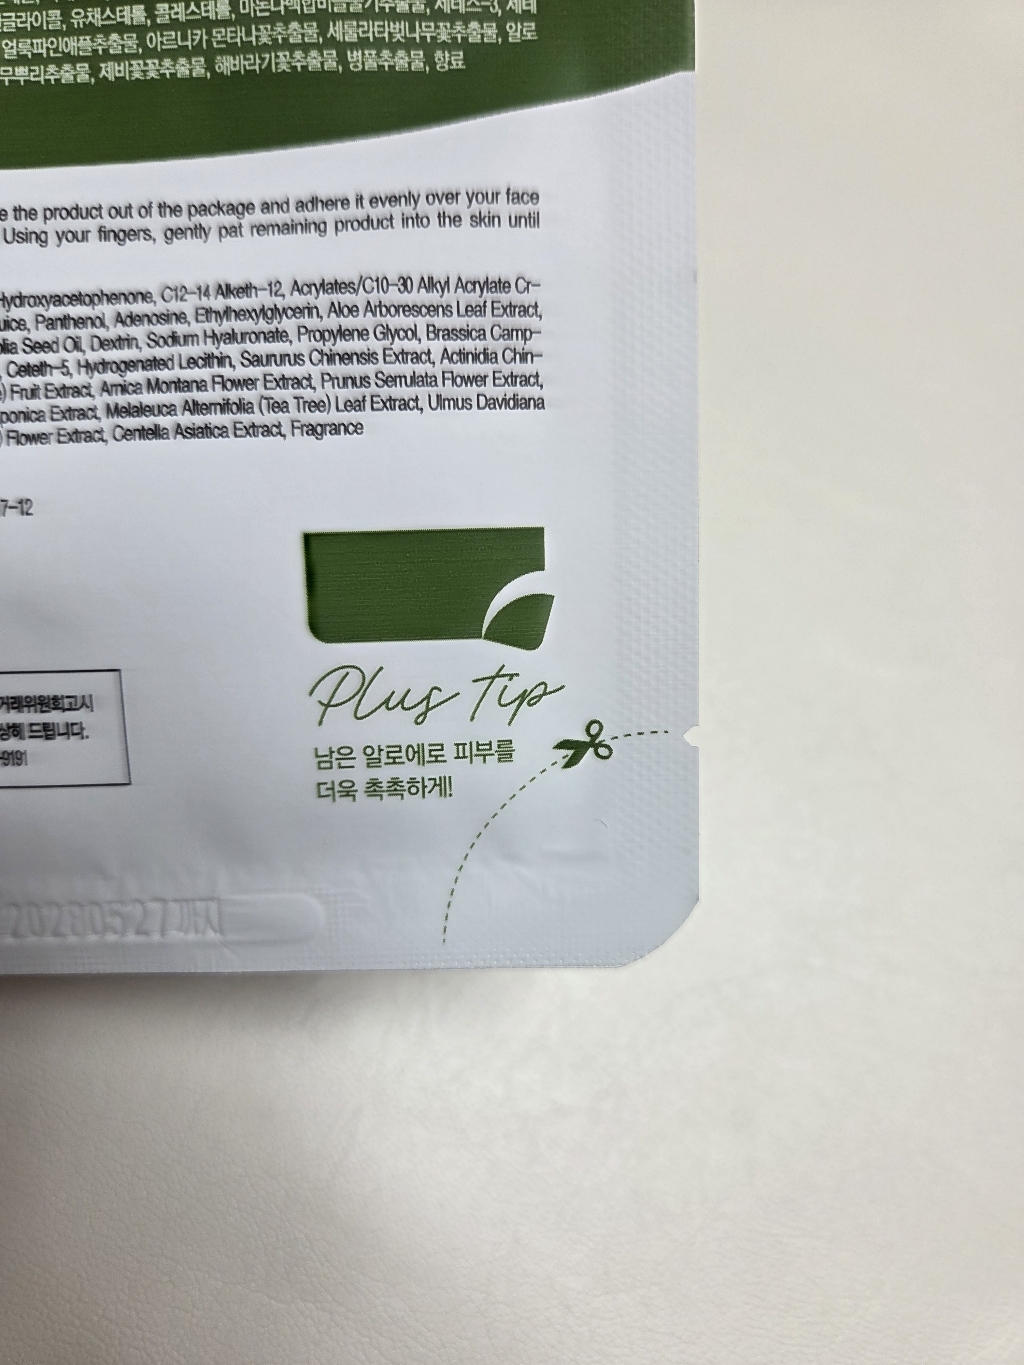 글라이콜, 유채스테롤, 콜레스테롤,
얼룩파인애플추출물, 아르니카 몬타나꽃추출물, 세룰라타벚나무꽃추출물, 알로
무뿌리추출물, 제비꽃꽃추출물, 해바라기꽃추출물, 병풀추출물, 향료
e the product out of the package and adhere it evenly over your face
Using your fingers, gently pat remaining product into the skin until
Hydroxyacetophenone, C12-14 Alketh-12, Acrylates/C10-30 Alkyl Acrylate Cr-
uice, Panthenol, Adenosine, Ethylhexylglycerin, Aloe Arborescens Leaf Extract,
olia Seed Oil, Dextrin, Sodium Hyaluronate, Propylene Glycol, Brassica Camp-
, Ceteth-5, Hydrogenated Lecithin, Saururus Chinensis Extract, Actinidia Chin-
) Fruit Extract, Arnica Montana Flower Extract, Prunus Serrulata Flower Extract,
ponica Extract, Melaleuca Alternifolia (Tea Tree) Leaf Extract, Ulmus Davidiana
) Flower Extract, Centella Asiatica Extract, Fragrance
7-12
거래위원회고시
상해 드립니다.
-9191
Plus tip
남은 알로에로 피부를
더욱 촉촉하게!
20280527까지